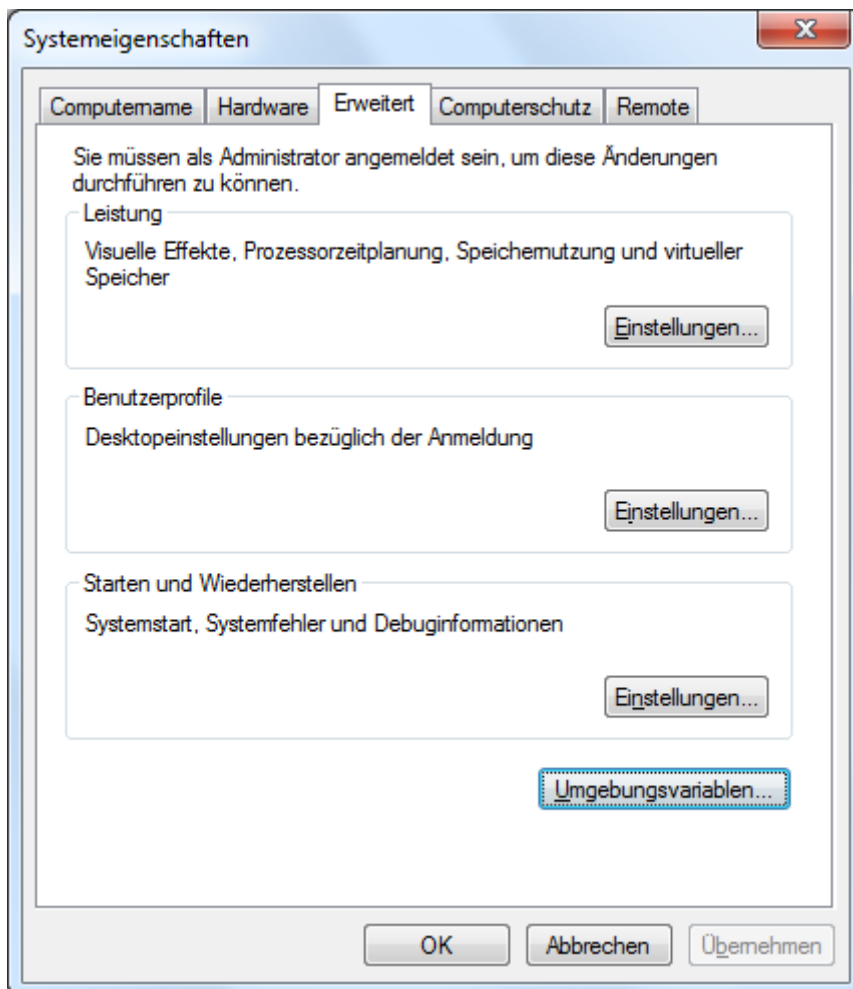 Systemeigenschaften
Computername Hardware Erweitert Computerschutz Remote
Sie müssen als Administrator angemeldet sein, um diese Änderungen
durchführen zu können.
Leistung
Visuelle Effekte, Prozessorzeitplanung, Speichernutzung und virtueller
Speicher
Einstellungen...
Benutzerprofile
Desktopeinstellungen bezüglich der Anmeldung
Einstellungen...
Starten und Wiederherstellen
Systemstart, Systemfehler und Debuginformationen
Einstellungen...
Umgebungsvariablen...
OK Abbrechen Übernehmen